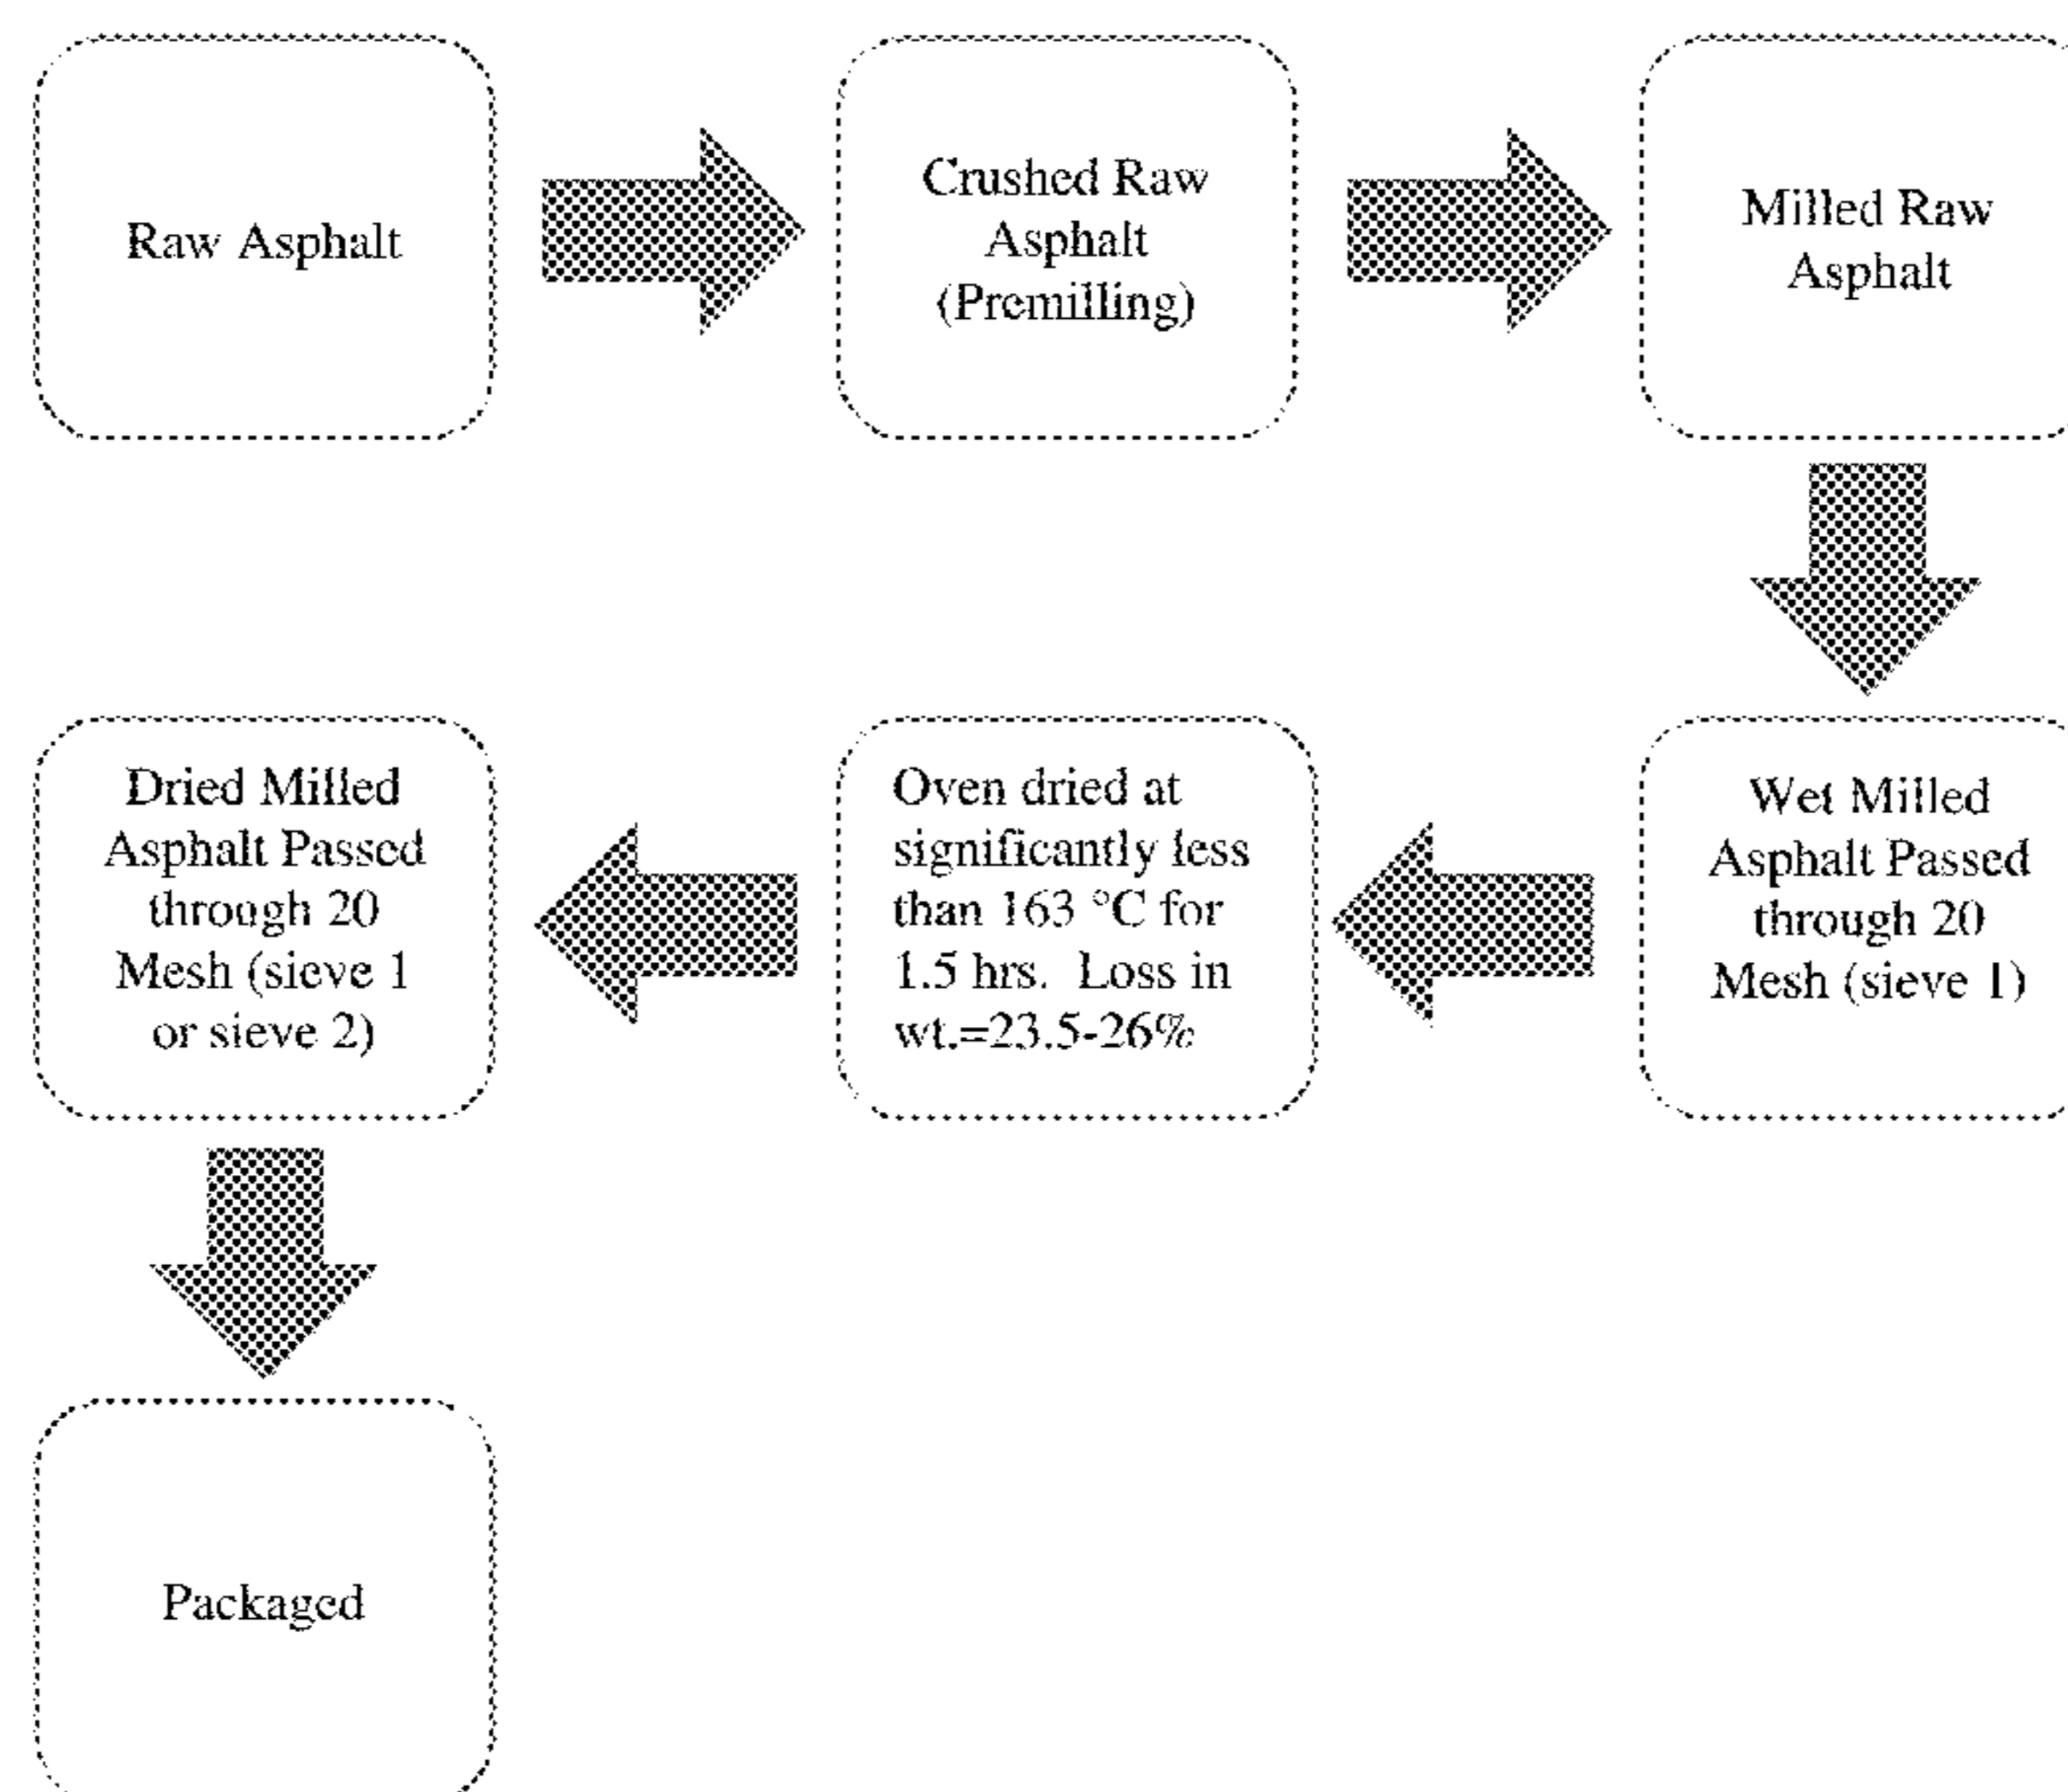 Raw Asphalt
Crushed Raw
Asphalt
(Premilling)
Milled Raw
Asphalt
Wet Milled
Asphalt Passed
through 20
Mesh (sieve 1)
Oven dried at
significantly less
than 163 °C for
1.5 hrs. Loss in
wt.=23.5-26%
Dried Milled
Asphalt Passed
through 20
Mesh (sieve 1
or sieve 2)
Packaged